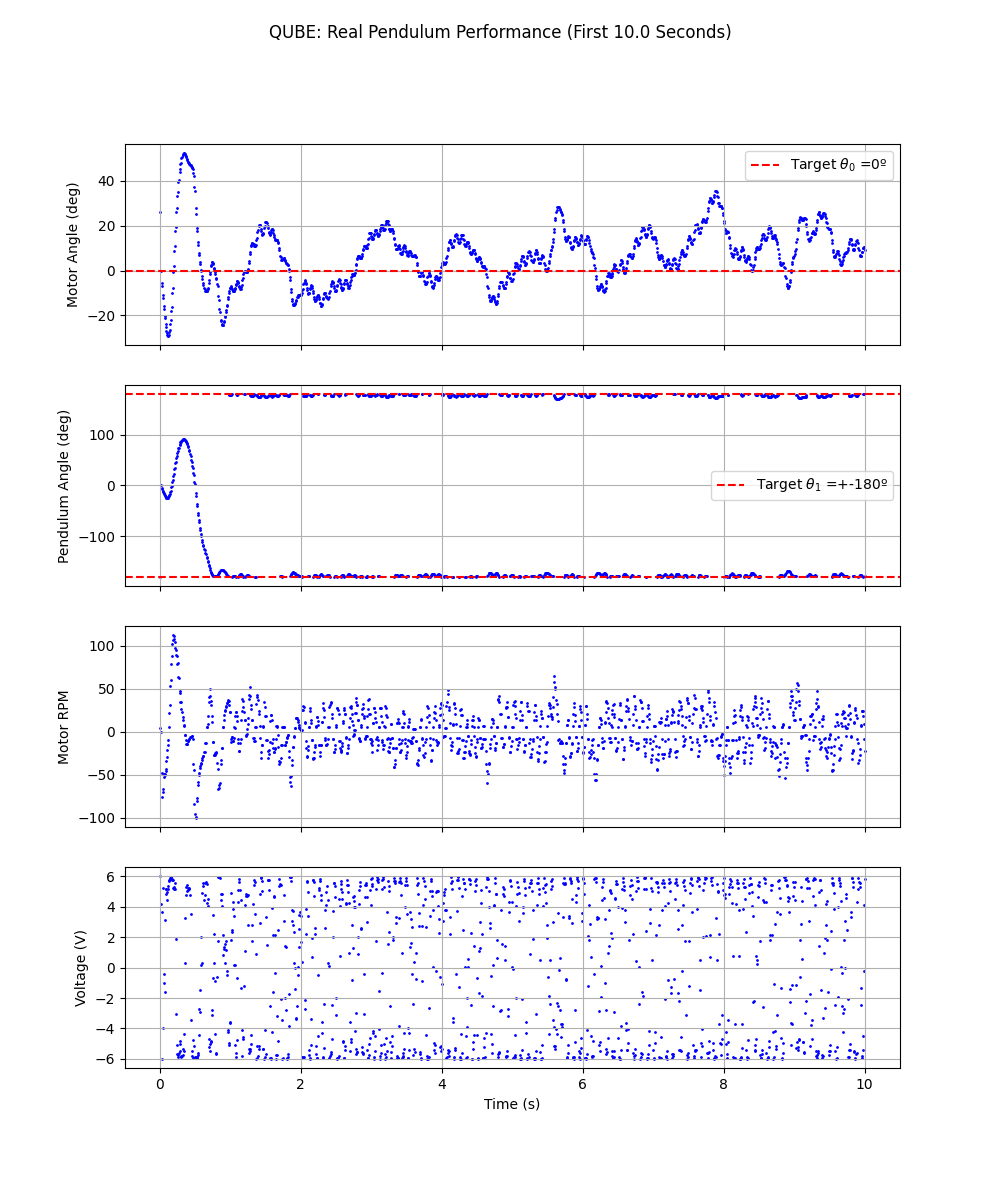 QUBE: Real Pendulum Performance (First 10.0 Seconds)
Motor Angle (deg)
40
20
0
−20
Target θ0 =0º
Pendulum Angle (deg)
100
0
−100
Target θ1 =+-180º
Motor RPM
100
50
0
−50
−100
Voltage (V)
6
4
2
0
−2
−4
−6
0 2 4 6 8 10
Time (s)